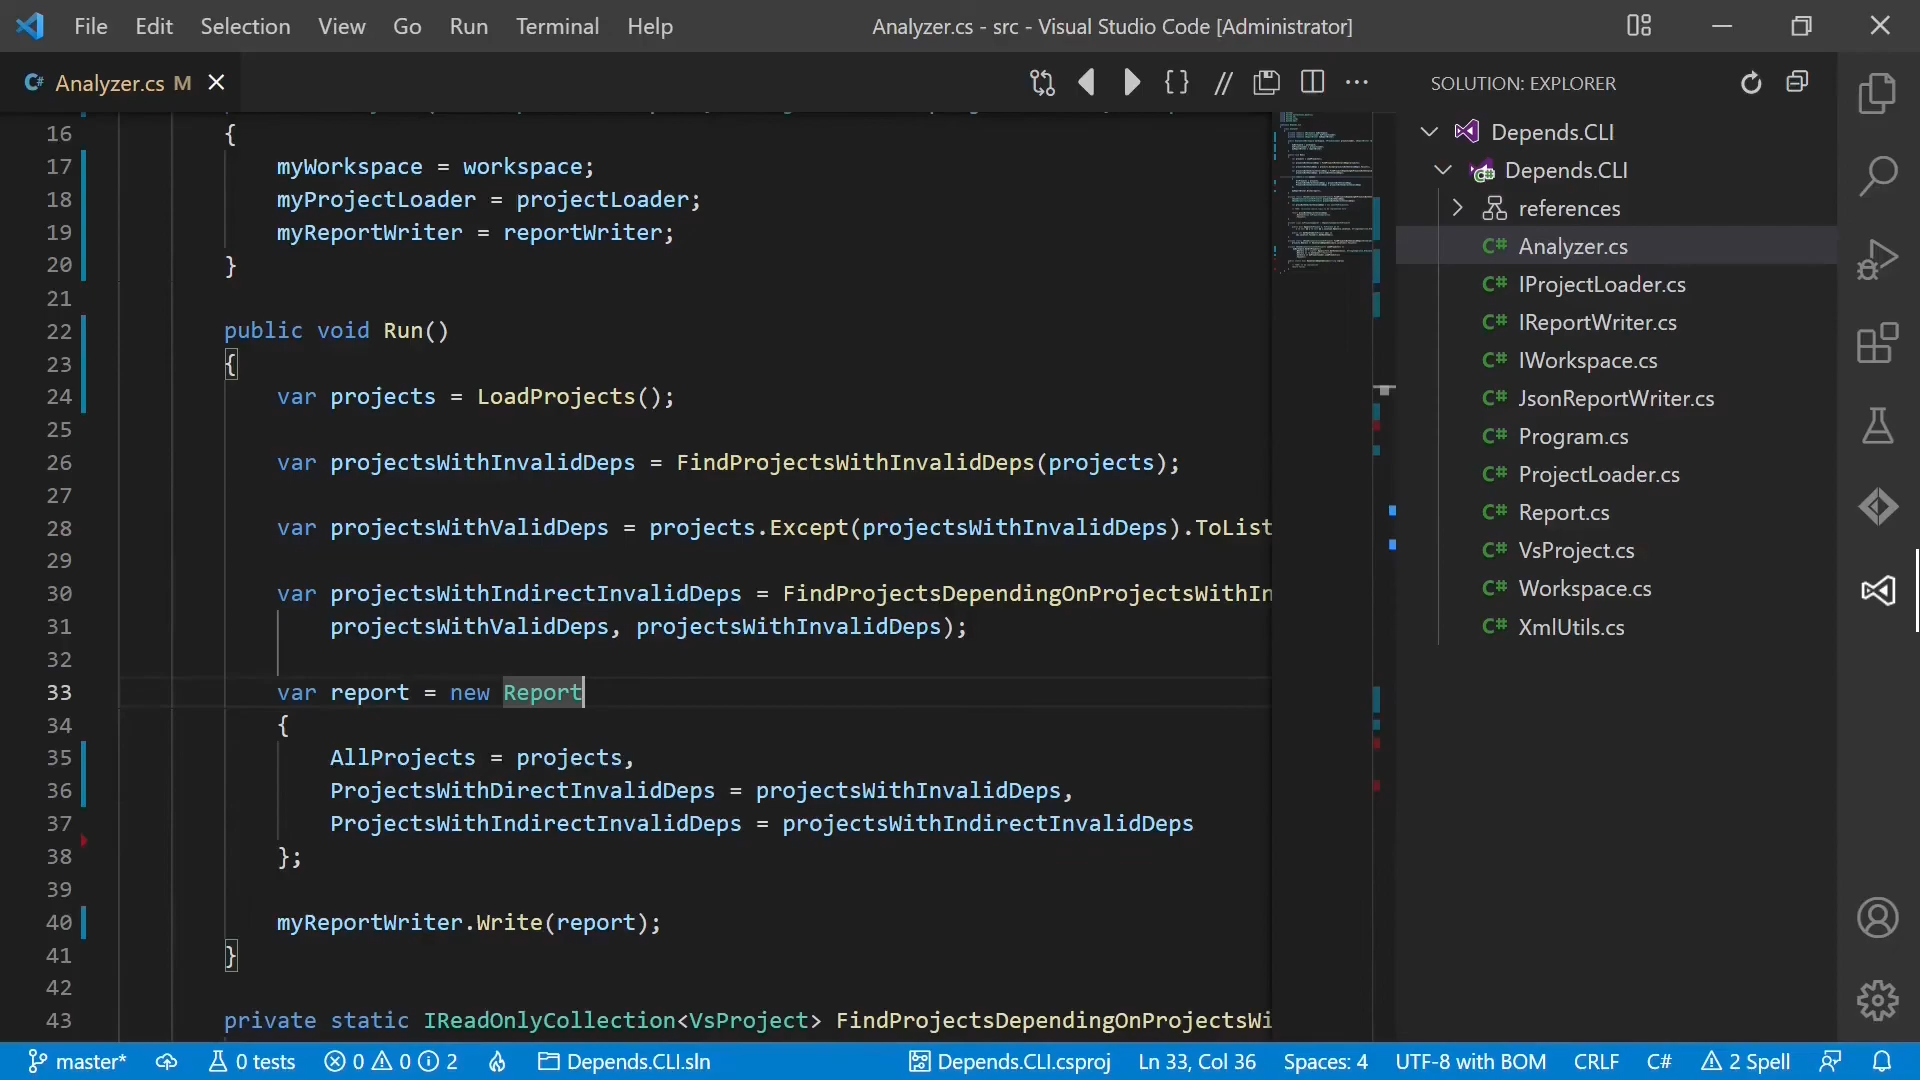 File Edit Selection View Go Run Terminal Help Analyzer.cs - src - Visual Studio Code [Administrator]
C# Analyzer.cs M
SOLUTION: EXPLORER
16 {
17 myWorkspace = workspace;
18 myProjectLoader = projectLoader;
19 myReportWriter = reportWriter;
20 }
21
22 public void Run()
23 {
24 var projects = LoadProjects();
25
26 var projectsWithInvalidDeps = FindProjectsWithInvalidDeps(projects);
27
28 var projectsWithValidDeps = projects.Except(projectsWithInvalidDeps).ToList
29
30 var projectsWithIndirectInvalidDeps = FindProjectsDependingOnProjectsWithIn
31 projectsWithValidDeps, projectsWithInvalidDeps);
32
33 var report = new Report
34 {
35 AllProjects = projects,
36 ProjectsWithDirectInvalidDeps = projectsWithInvalidDeps,
37 ProjectsWithIndirectInvalidDeps = projectsWithIndirectInvalidDeps
38 };
39
40 myReportWriter.Write(report);
41 }
42
43 private static IReadOnlyCollection<VsProject> FindProjectsDependingOnProjectsWi
Depends.CLI
C# Depends.CLI
references
C# Analyzer.cs
C# IProjectLoader.cs
C# IReportWriter.cs
C# IWorkspace.cs
C# JsonReportWriter.cs
C# Program.cs
C# ProjectLoader.cs
C# Report.cs
C# VsProject.cs
C# Workspace.cs
C# XmlUtils.cs
master* 0 tests 0 0 2 Depends.CLI.sln Depends.CLI.csproj Ln 33, Col 36 Spaces: 4 UTF-8 with BOM CRLF C# 2 Spell